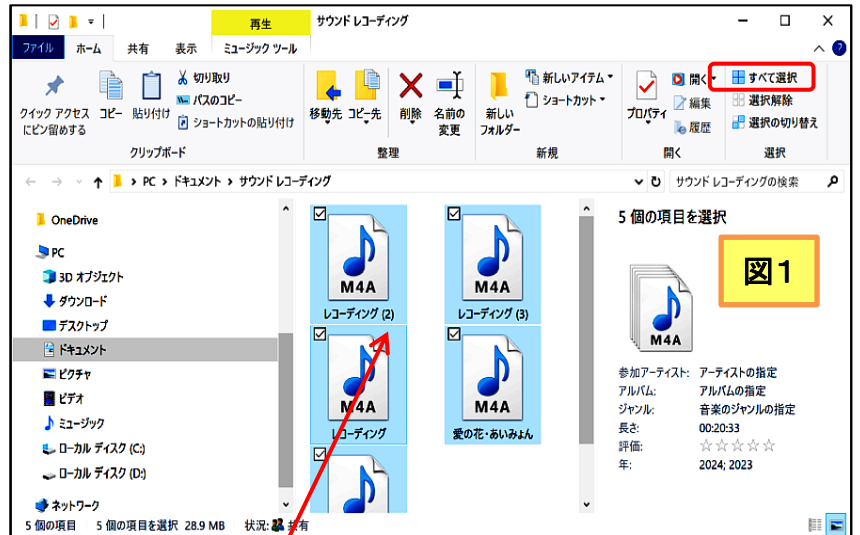 再生
サウンド レコーディング
ファイル ホーム 共有 表示 ミュージック ツール
クイック アクセス
にピン留めする
コピー
貼り付け
切り取り
パスのコピー
ショートカットの貼り付け
クリップボード
移動先 コピー先 削除 名前の
変更
整理
新しい
フォルダー
新しいアイテム
ショートカット
新規
プロパティ
開く
編集
履歴
開く
すべて選択
選択解除
選択の切り替え
選択
PC › ドキュメント › サウンド レコーディング
サウンド レコーディングの検索
OneDrive
PC
3D オブジェクト
ダウンロード
デスクトップ
ドキュメント
ピクチャ
ビデオ
ミュージック
ローカル ディスク (C:)
ローカル ディスク (D:)
ネットワーク
M4A
レコーディング (2)
M4A
レコーディング (3)
M4A
レコーディング
M4A
愛の花・あいみょん
5 個の項目を選択
図1
M4A
参加アーティスト: アーティストの指定
アルバム: アルバムの指定
ジャンル: 音楽のジャンルの指定
長さ: 00:20:33
評価: ☆☆☆☆☆
年: 2024; 2023
5 個の項目 5 個の項目を選択 28.9 MB 状況: 共有